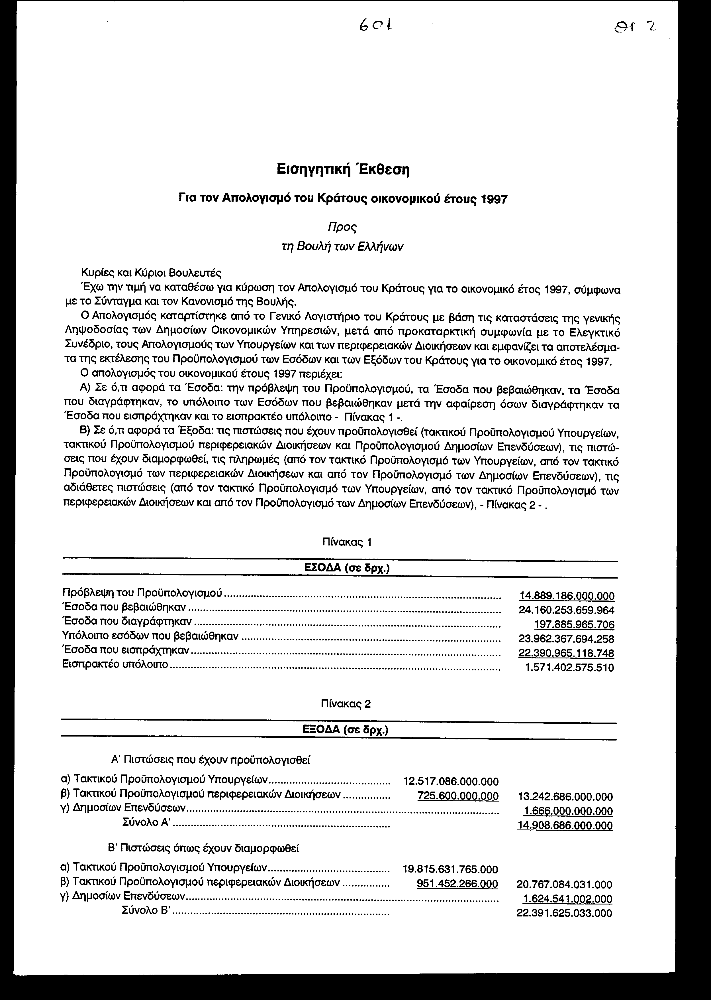 601
Θι 2
Εισηγητική Έκθεση
Για τον Απολογισμό του Κράτους οικονομικού έτους 1997
Προς
τη Βουλή των Ελλήνων
Κυρίες και Κύριοι Βουλευτές
Έχω την τιμή να καταθέσω για κύρωση τον Απολογισμό του Κράτους για το οικονομικό έτος 1997, σύμφωνα
με το Σύνταγμα και τον Κανονισμό της Βουλής.
Ο Απολογισμός καταρτίστηκε από το Γενικό Λογιστήριο του Κράτους με βάση τις καταστάσεις της γενικής
Ληψοδοσίας των Δημοσίων Οικονομικών Υπηρεσιών, μετά από προκαταρκτική συμφωνία με το Ελεγκτικό
Συνέδριο, τους Απολογισμούς των Υπουργείων και των περιφερειακών Διοικήσεων και εμφανίζει τα αποτελέσμα-
τα της εκτέλεσης του Προϋπολογισμού των Εσόδων και των Εξόδων του Κράτους για το οικονομικό έτος 1997.
Ο απολογισμός του οικονομικού έτους 1997 περιέχει:
Α) Σε ό,τι αφορά τα Έσοδα: την πρόβλεψη του Προϋπολογισμού, τα Έσοδα που βεβαιώθηκαν, τα Έσοδα
που διαγράφτηκαν, το υπόλοιπο των Εσόδων που βεβαιώθηκαν μετά την αφαίρεση όσων διαγράφτηκαν τα
Έσοδα που εισπράχτηκαν και το εισπρακτέο υπόλοιπο - Πίνακας 1 -.
Β) Σε ό,τι αφορά τα Έξοδα: τις πιστώσεις που έχουν προϋπολογισθεί (τακτικού Προϋπολογισμού Υπουργείων,
τακτικού Προϋπολογισμού περιφερειακών Διοικήσεων και Προϋπολογισμού Δημοσίων Επενδύσεων), τις πιστώ-
σεις που έχουν διαμορφωθεί, τις πληρωμές (από τον τακτικό Προϋπολογισμό των Υπουργείων, από τον τακτικό
Προϋπολογισμό των περιφερειακών Διοικήσεων και από τον Προϋπολογισμό των Δημοσίων Επενδύσεων), τις
αδιάθετες πιστώσεις (από τον τακτικό Προϋπολογισμό των Υπουργείων, από τον τακτικό Προϋπολογισμό των
περιφερειακών Διοικήσεων και από τον Προϋπολογισμό των Δημοσίων Επενδύσεων), - Πίνακας 2 - .
Πίνακας 1
ΕΣΟΔΑ (σε δρχ.)
Πρόβλεψη του Προϋπολογισμού ........ 14.889.186.000.000
Έσοδα που βεβαιώθηκαν ........ 24.160.253.659.964
Έσοδα που διαγράφτηκαν ........ 197.885.965.706
Υπόλοιπο εσόδων που βεβαιώθηκαν ........ 23.962.367.694.258
Έσοδα που εισπράχτηκαν ........ 22.390.965.118.748
Εισπρακτέο υπόλοιπο ........ 1.571.402.575.510
Πίνακας 2
ΕΞΟΔΑ (σε δρχ.)
Α’ Πιστώσεις που έχουν προϋπολογισθεί
α) Τακτικού Προϋπολογισμού Υπουργείων ........ 12.517.086.000.000
β) Τακτικού Προϋπολογισμού περιφερειακών Διοικήσεων ........ 725.600.000.000 13.242.686.000.000
γ) Δημοσίων Επενδύσεων ........ 1.666.000.000.000
Σύνολο Α’ ........ 14.908.686.000.000
Β’ Πιστώσεις όπως έχουν διαμορφωθεί
α) Τακτικού Προϋπολογισμού Υπουργείων ........ 19.815.631.765.000
β) Τακτικού Προϋπολογισμού περιφερειακών Διοικήσεων ........ 951.452.266.000 20.767.084.031.000
γ) Δημοσίων Επενδύσεων ........ 1.624.541.002.000
Σύνολο Β’ ........ 22.391.625.033.000